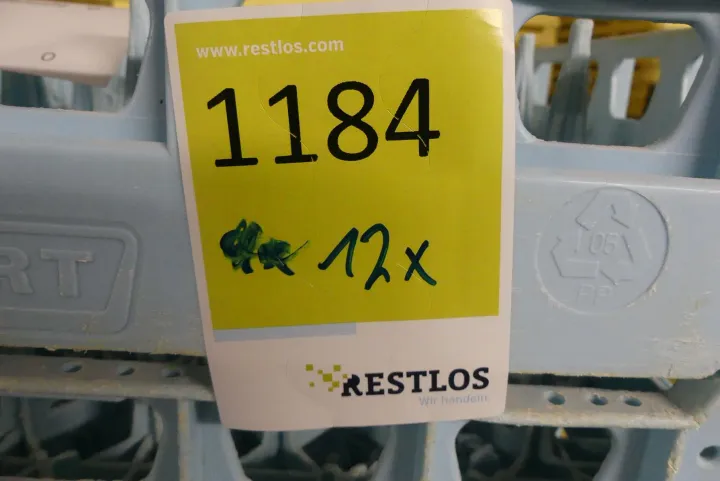 www.restlos.com
1184
12x
RESTLOS
Wir handeln.
RT
05
PP